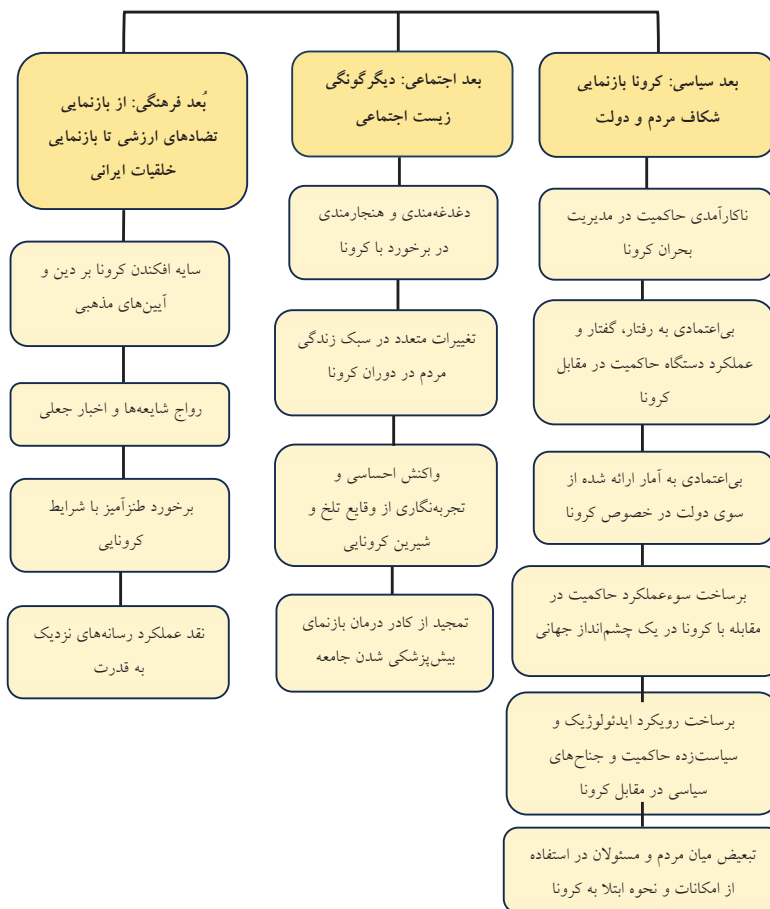 بعد سیاسی: کرونا بازنمایی
شکاف مردم و دولت
ناکارآمدی حاکمیت در مدیریت
بحران کرونا
بی‌اعتمادی به رفتار، گفتار و
عملکرد دستگاه حاکمیت در مقابل
کرونا
بی‌اعتمادی به آمار ارائه شده از
سوی دولت در خصوص کرونا
برساخت سوءعملکرد حاکمیت در
مقابله با کرونا در یک چشم‌انداز جهانی
برساخت رویکرد ایدئولوژیک و
سیاست‌زده حاکمیت و جناح‌های
سیاسی در مقابل کرونا
تبعیض میان مردم و مسئولان در استفاده
از امکانات و نحوه ابتلا به کرونا
بعد اجتماعی: دیگرگونگی
زیست اجتماعی
دغدغه‌مندی و هنجارمندی
در برخورد با کرونا
تغییرات متعدد در سبک زندگی
مردم در دوران کرونا
واکنش احساسی و
تجربه‌نگاری از وقایع تلخ و
شیرین کرونایی
تمجید از کادر درمان بازنمای
بیش‌پزشکی شدن جامعه
بُعد فرهنگی: از بازنمایی
تضادهای ارزشی تا بازنمایی
خلقیات ایرانی
سایه افکندن کرونا بر دین و
آیین‌های مذهبی
رواج شایعه‌ها و اخبار جعلی
برخورد طنزآمیز با شرایط
کرونایی
نقد عملکرد رسانه‌های نزدیک
به قدرت